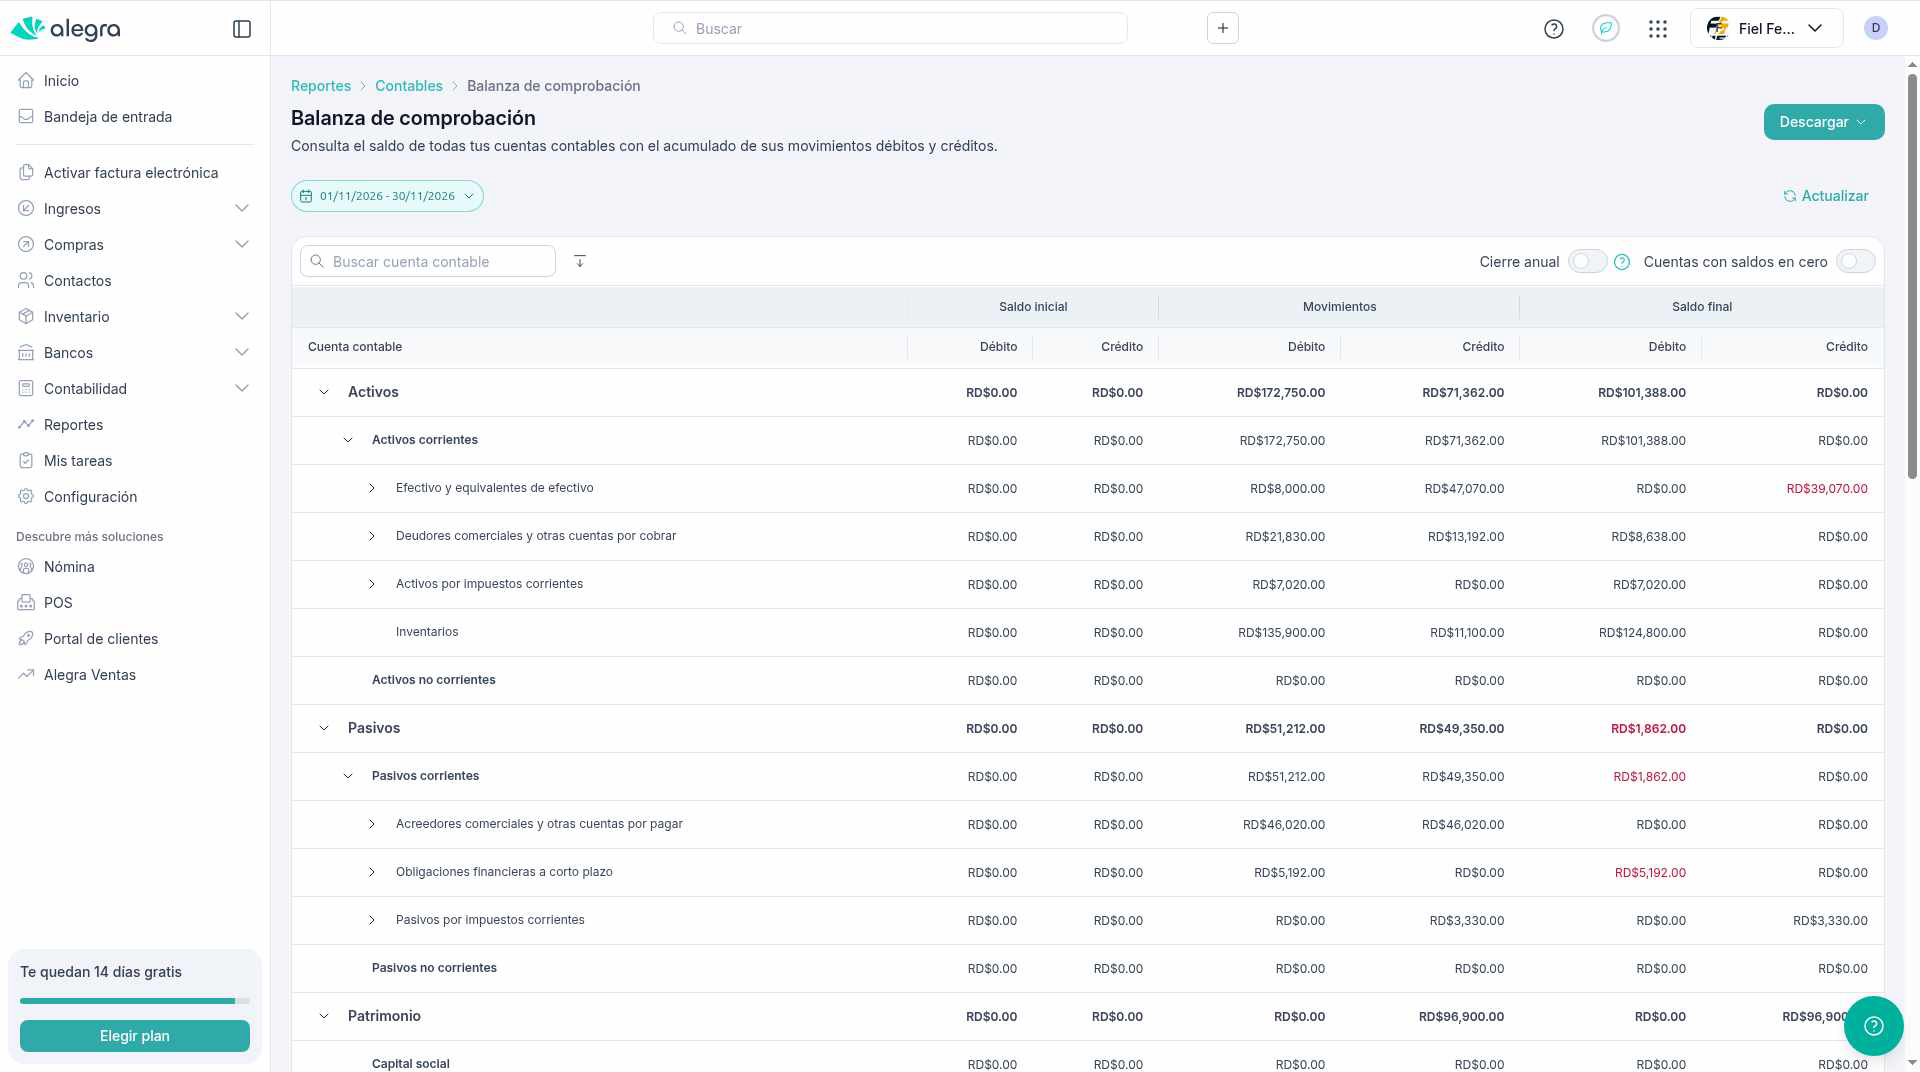 alegra
Buscar
Fiel Fe...
D
Inicio
Bandeja de entrada
Activar factura electrónica
Ingresos
Compras
Contactos
Inventario
Bancos
Contabilidad
Reportes
Mis tareas
Configuración
Descubre más soluciones
Nómina
POS
Portal de clientes
Alegra Ventas
Te quedan 14 días gratis
Elegir plan
Reportes > Contables > Balanza de comprobación
Balanza de comprobación
Descargar
Consulta el saldo de todas tus cuentas contables con el acumulado de sus movimientos débitos y créditos.
01/11/2026 - 30/11/2026
Actualizar
Buscar cuenta contable
Cierre anual
Cuentas con saldos en cero
Saldo inicial Movimientos Saldo final
Cuenta contable Débito Crédito Débito Crédito Débito Crédito
Activos RD$0.00 RD$0.00 RD$172,750.00 RD$71,362.00 RD$101,388.00 RD$0.00
Activos corrientes RD$0.00 RD$0.00 RD$172,750.00 RD$71,362.00 RD$101,388.00 RD$0.00
Efectivo y equivalentes de efectivo RD$0.00 RD$0.00 RD$8,000.00 RD$47,070.00 RD$0.00 RD$39,070.00
Deudores comerciales y otras cuentas por cobrar RD$0.00 RD$0.00 RD$21,830.00 RD$13,192.00 RD$8,638.00 RD$0.00
Activos por impuestos corrientes RD$0.00 RD$0.00 RD$7,020.00 RD$0.00 RD$7,020.00 RD$0.00
Inventarios RD$0.00 RD$0.00 RD$135,900.00 RD$11,100.00 RD$124,800.00 RD$0.00
Activos no corrientes RD$0.00 RD$0.00 RD$0.00 RD$0.00 RD$0.00 RD$0.00
Pasivos RD$0.00 RD$0.00 RD$51,212.00 RD$49,350.00 RD$1,862.00 RD$0.00
Pasivos corrientes RD$0.00 RD$0.00 RD$51,212.00 RD$49,350.00 RD$1,862.00 RD$0.00
Acreedores comerciales y otras cuentas por pagar RD$0.00 RD$0.00 RD$46,020.00 RD$46,020.00 RD$0.00 RD$0.00
Obligaciones financieras a corto plazo RD$0.00 RD$0.00 RD$5,192.00 RD$0.00 RD$5,192.00 RD$0.00
Pasivos por impuestos corrientes RD$0.00 RD$0.00 RD$0.00 RD$3,330.00 RD$0.00 RD$3,330.00
Pasivos no corrientes RD$0.00 RD$0.00 RD$0.00 RD$0.00 RD$0.00 RD$0.00
Patrimonio RD$0.00 RD$0.00 RD$0.00 RD$96,900.00 RD$0.00 RD$96,900
Capital social RD$0.00 RD$0.00 RD$0.00 RD$0.00 RD$0.00 RD$0.00